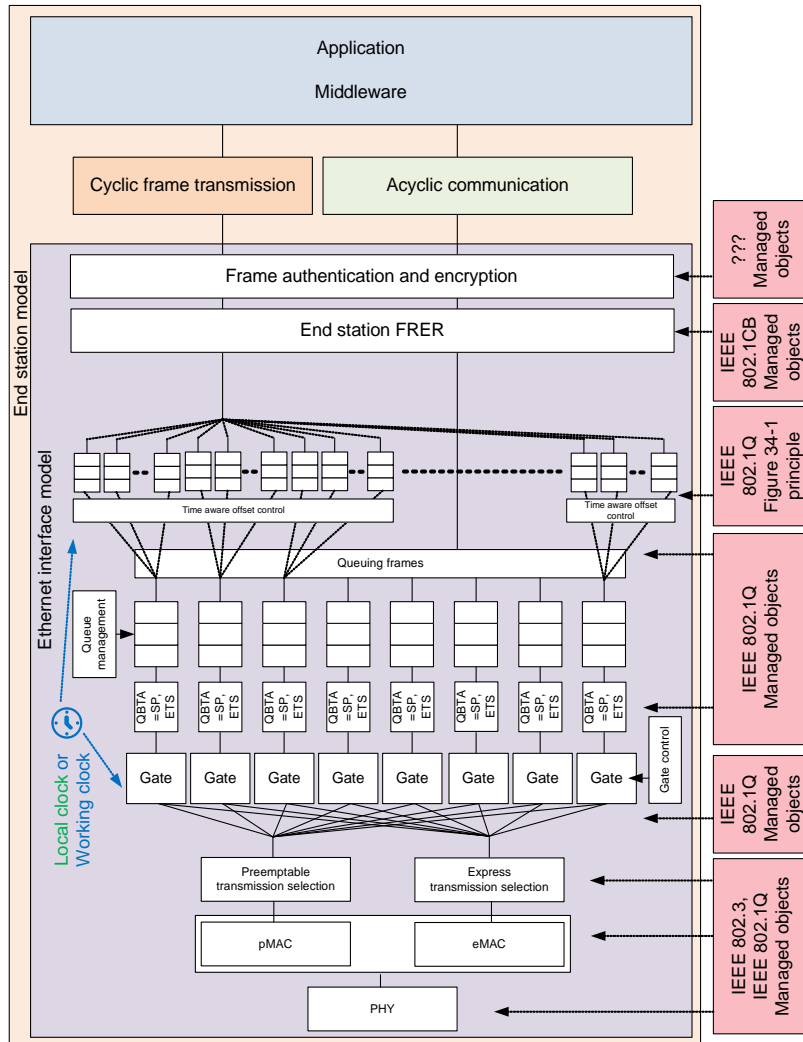 Application
Middleware
Cyclic frame transmission
Acyclic communication
End station model
Ethernet interface model
Frame authentication and encryption
???
Managed
objects
End station FRER
IEEE
802.1CB
Managed
objects
IEEE
802.1Q
Figure 34-1
principle
Time aware offset control
Time aware offset
control
Queuing frames
Queue
management
IEEE 802.1Q
Managed objects
QBTA
=SP,
ETS
QBTA
=SP,
ETS
QBTA
=SP,
ETS
QBTA
=SP,
ETS
QBTA
=SP,
ETS
QBTA
=SP,
ETS
QBTA
=SP,
ETS
QBTA
=SP,
ETS
Local clock or
Working clock
Gate
Gate
Gate
Gate
Gate
Gate
Gate
Gate
Gate control
IEEE
802.1Q
Managed
objects
Preemptable
transmission selection
Express
transmission selection
pMAC
eMAC
PHY
IEEE 802.3,
IEEE 802.1Q
Managed objects